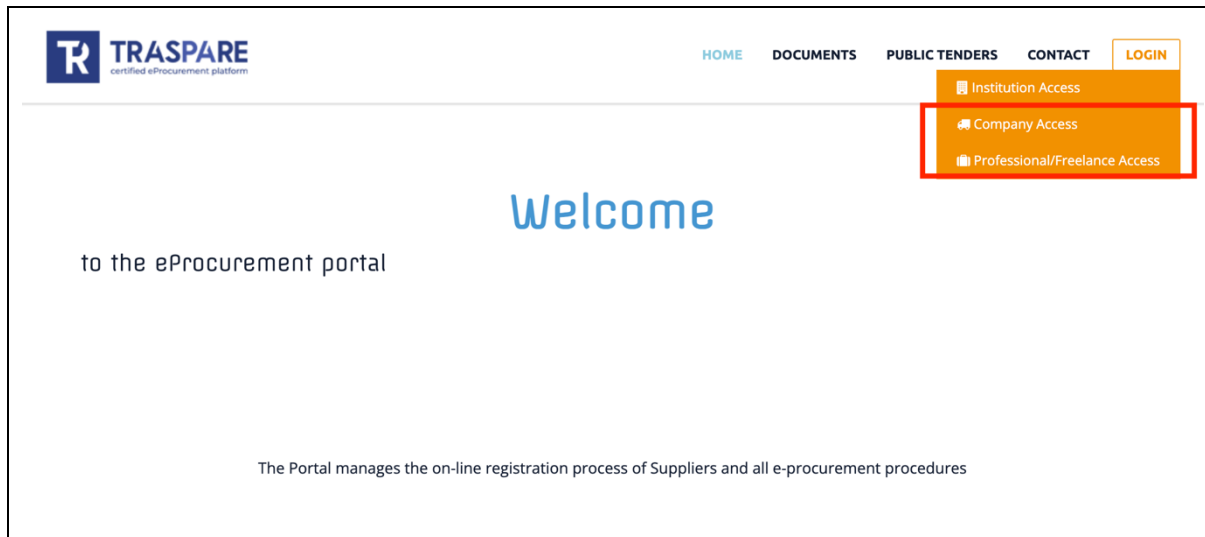 TR TRASPARE
certified eProcurement platform
HOME DOCUMENTS PUBLIC TENDERS CONTACT LOGIN
Institution Access
Company Access
Professional/Freelance Access
Welcome
to the eProcurement portal
The Portal manages the on-line registration process of Suppliers and all e-procurement procedures